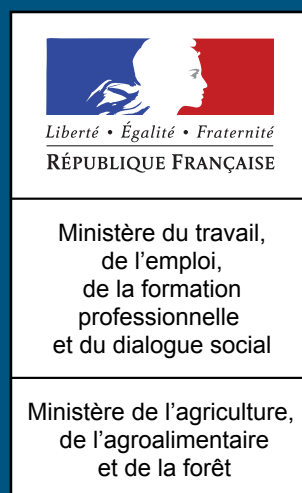 Liberté • Égalité • Fraternité
RÉPUBLIQUE FRANÇAISE
Ministère du travail,
de l’emploi,
de la formation
professionnelle
et du dialogue social
Ministère de l’agriculture,
de l’agroalimentaire
et de la forêt